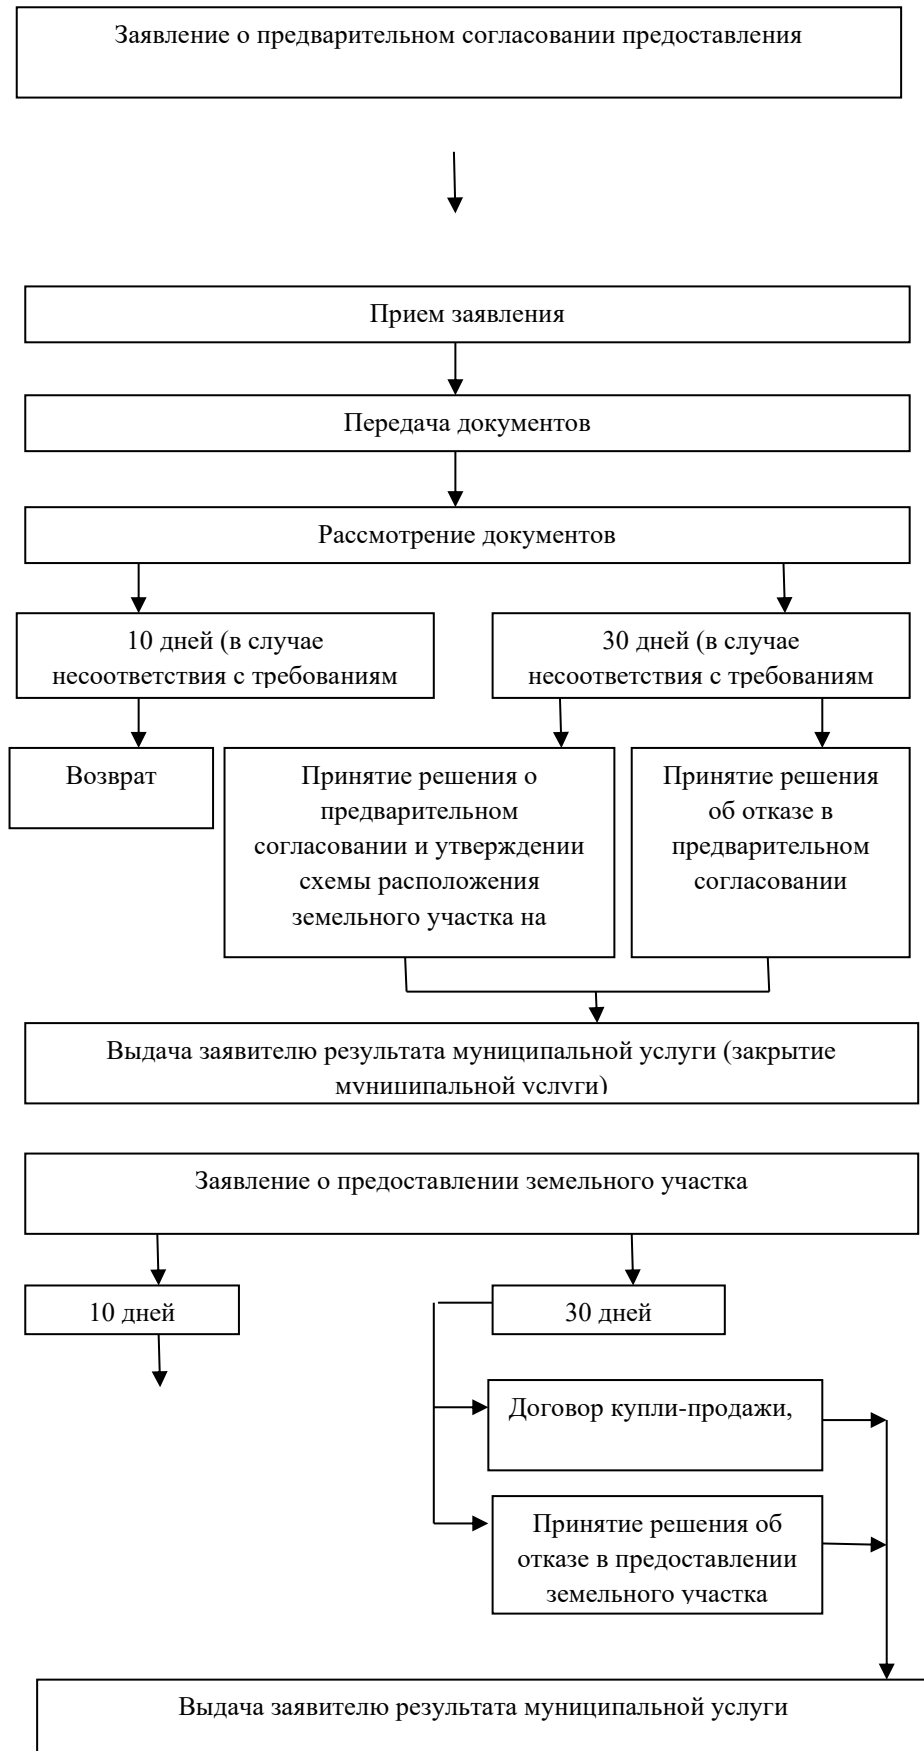 Заявление о предварительном согласовании предоставления
Прием заявления
Передача документов
Рассмотрение документов
10 дней (в случае
несоответствия с требованиям
30 дней (в случае
несоответствия с требованиям
Возврат
Принятие решения о
предварительном
согласовании и утверждении
схемы расположения
земельного участка на
Принятие решения
об отказе в
предварительном
согласовании
Выдача заявителю результата муниципальной услуги (закрытие
муниципальной услуги)
Заявление о предоставлении земельного участка
10 дней
30 дней
Договор купли-продажи,
Принятие решения об
отказе в предоставлении
земельного участка
Выдача заявителю результата муниципальной услуги